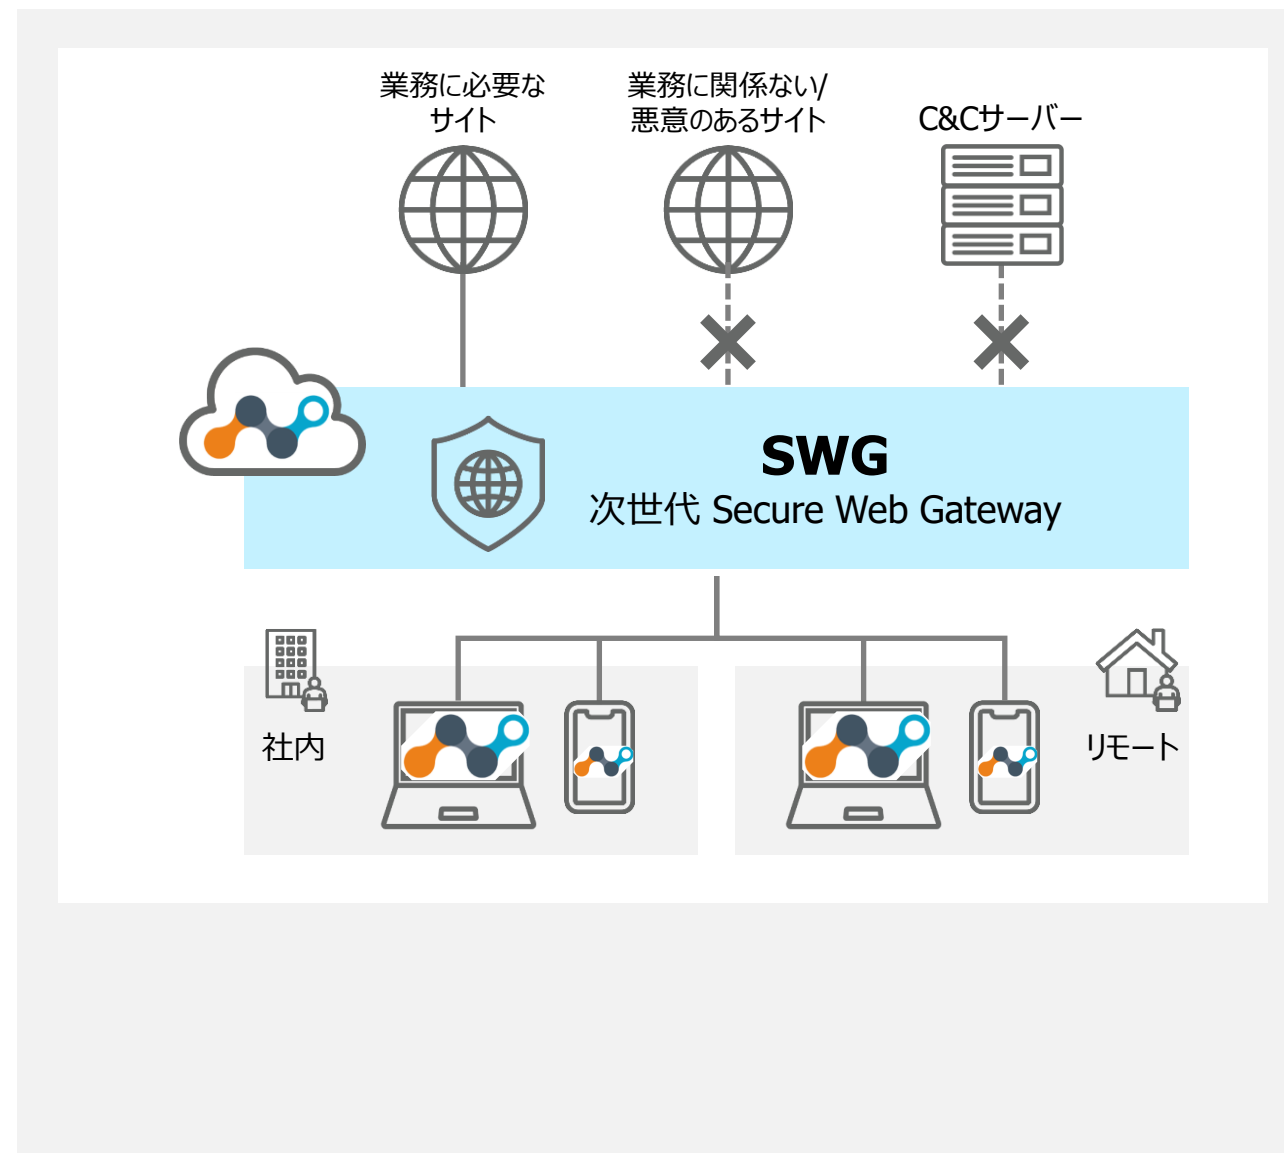 業務に必要な
サイト
業務に関係ない/
悪意のあるサイト
C&Cサーバー
SWG
次世代 Secure Web Gateway
社内
リモート